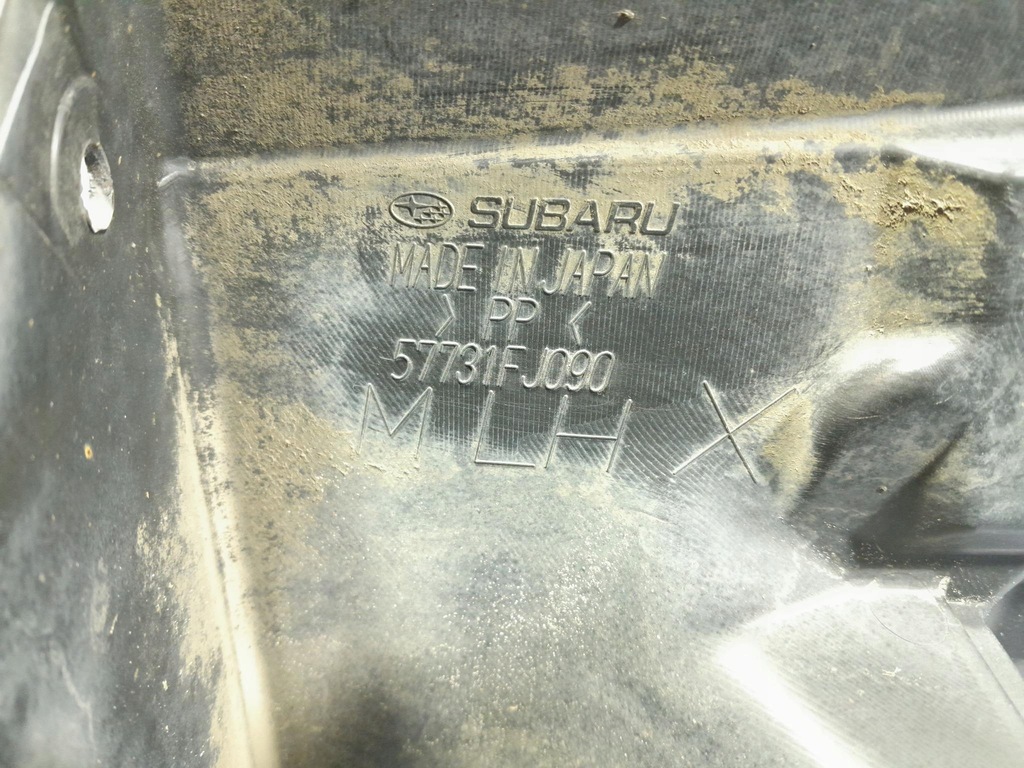 SUBARU
MADE IN JAPAN
> PP <
57731FJ090
MLHX